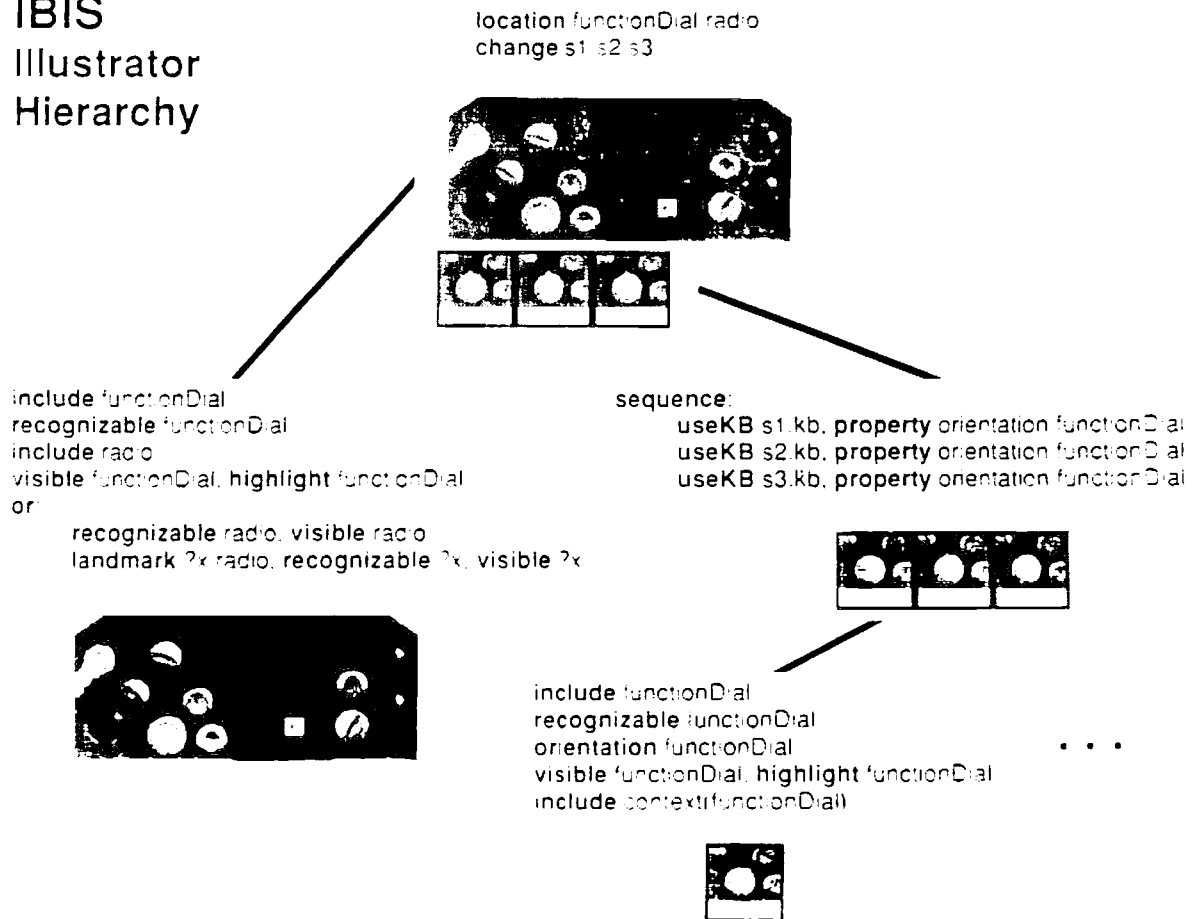 IBIS
Illustrator
Hierarchy
location functionDial radio
change s1 s2 s3
include functionDial
recognizable functionDial
include radio
visible functionDial, highlight functionDial
or:
recognizable radio, visible radio
landmark ?x radio, recognizable ?x, visible ?x
sequence:
useKB s1.kb, property orientation functionDial
useKB s2.kb, property orientation functionDial
useKB s3.kb, property orientation functionDial
include functionDial
recognizable functionDial
orientation functionDial
visible functionDial, highlight functionDial
include context(functionDial)
. . .